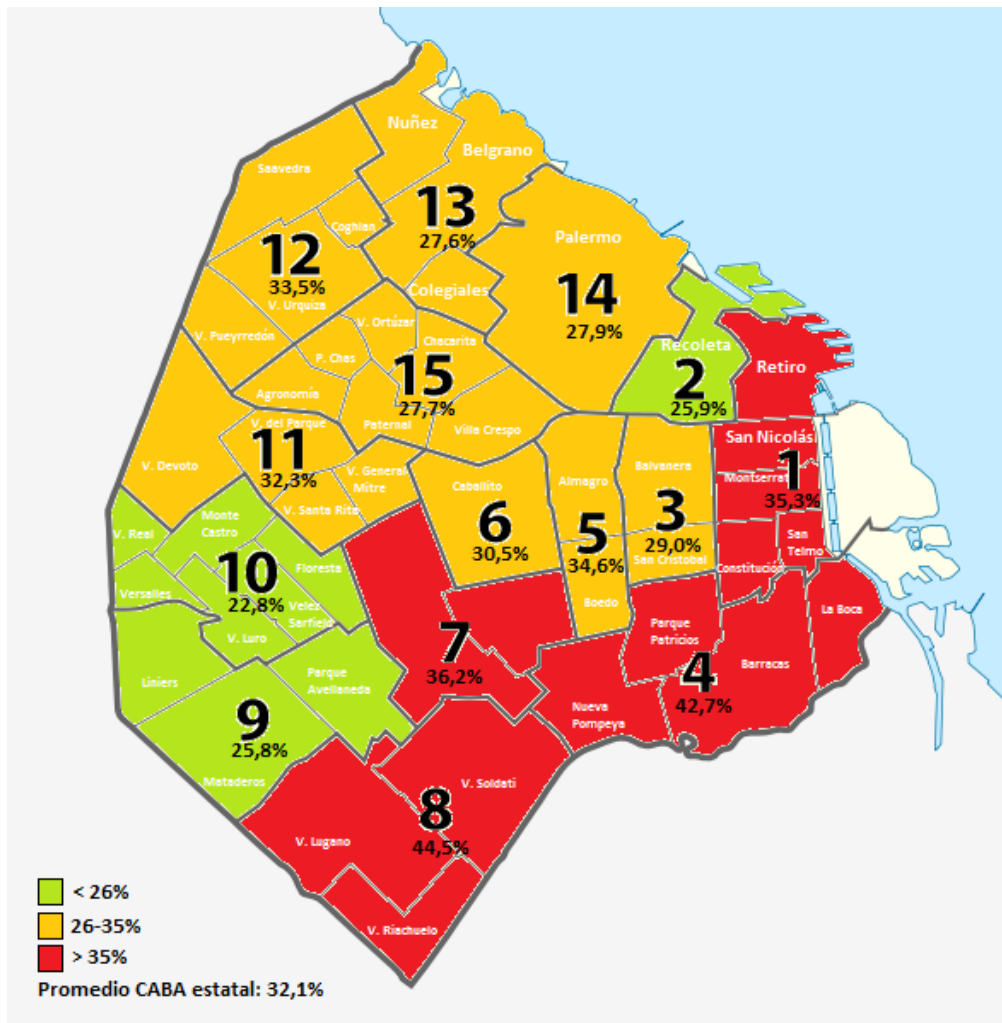 Nuñez
Belgrano
Saavedra
13
27,6%
Coghlan
12
33,5%
V. Urquiza
Palermo
14
27,9%
Colegiales
V. Pueyrredón
V. Ortúzar
Chacarita
P. Chas
15
27,7%
Agronomía
Paternal
Villa Crespo
Recoleta
2
25,9%
Retiro
V. del Parque
11
32,3%
V. Devoto
V. General
Mitre
V. Santa Rita
San Nicolás
1
35,3%
Montserrat
San
Telmo
Constitución
Caballito
6
30,5%
Almagro
5
34,6%
Boedo
Balvanera
3
29,0%
San Cristobal
V. Real
Monte
Castro
10
22,8%
Floresta
Versalles
Velez
Sarfield
V. Luro
Liniers
7
36,2%
Parque
Patricios
4
42,7%
Barracas
La Boca
Nueva
Pompeya
Parque
Avellaneda
9
25,8%
Mataderos
V. Soldati
8
44,5%
V. Lugano
V. Riachuelo
< 26%
26-35%
> 35%
Promedio CABA estatal: 32,1%